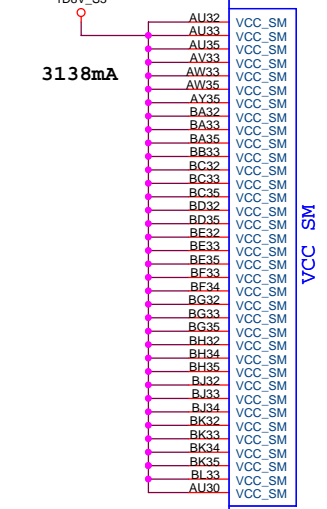 AU32 VCC_SM
AU33 VCC_SM
AU35 VCC_SM
AV33 VCC_SM
3138mA
AW33 VCC_SM
AW35 VCC_SM
AY35 VCC_SM
BA32 VCC_SM
BA33 VCC_SM
BA35 VCC_SM
BB33 VCC_SM
BC32 VCC_SM
BC33 VCC_SM
BC35 VCC_SM
BD32 VCC_SM
BD35 VCC_SM
BE32 VCC_SM
BE33 VCC_SM
BE35 VCC_SM
BF33 VCC_SM
BF34 VCC_SM
BG32 VCC_SM
BG33 VCC_SM
BG35 VCC_SM
BH32 VCC_SM
BH34 VCC_SM
BH35 VCC_SM
BJ32 VCC_SM
BJ33 VCC_SM
BJ34 VCC_SM
BK32 VCC_SM
BK33 VCC_SM
BK34 VCC_SM
BK35 VCC_SM
BL33 VCC_SM
AU30 VCC_SM
VCC SM